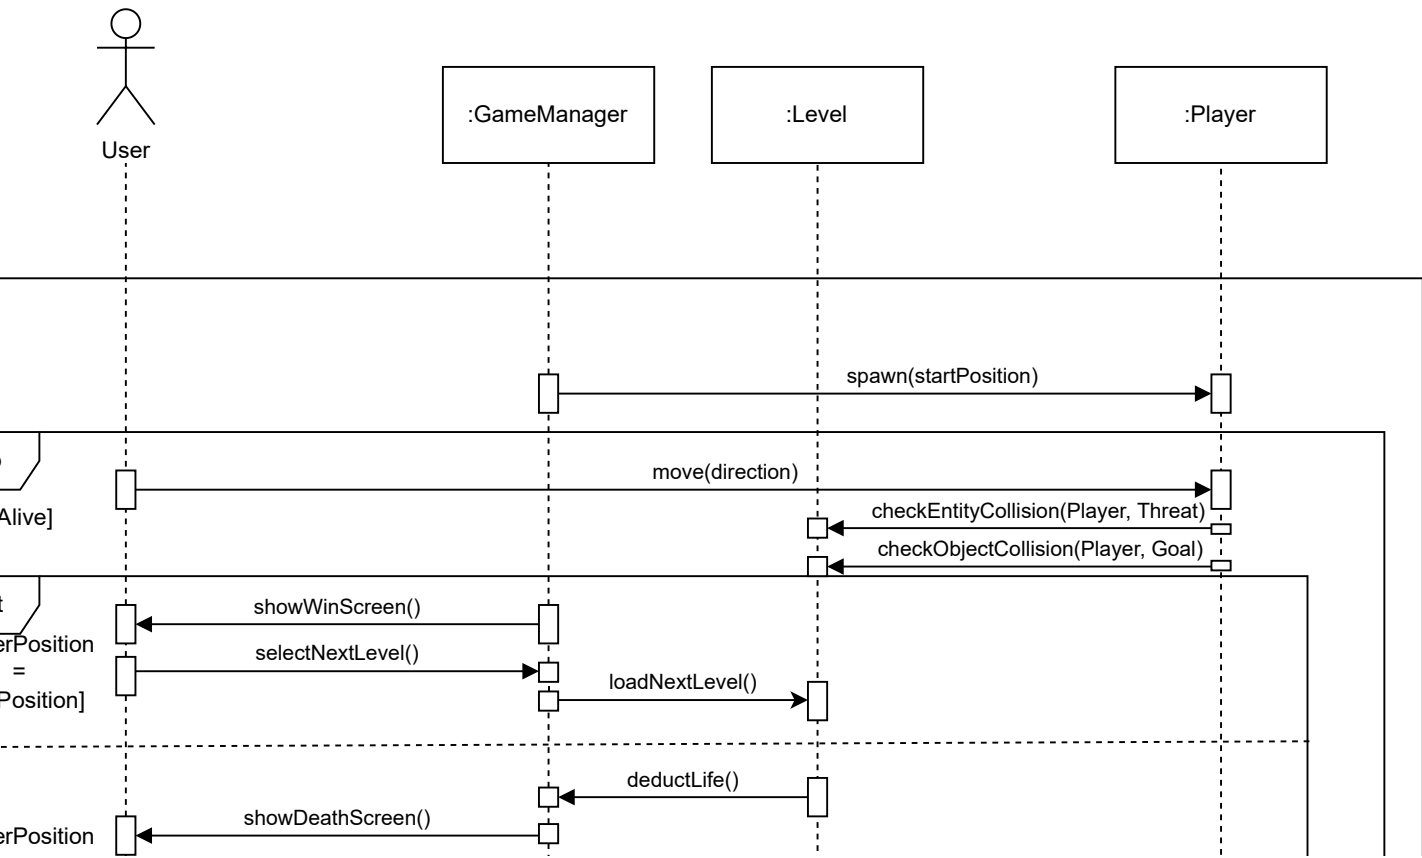 User
:GameManager
:Level
:Player
spawn(startPosition)
move(direction)
checkEntityCollision(Player, Threat)
Alive]
checkObjectCollision(Player, Goal)
showWinScreen()
erPosition
=
Position]
selectNextLevel()
loadNextLevel()
deductLife()
showDeathScreen()
erPosition